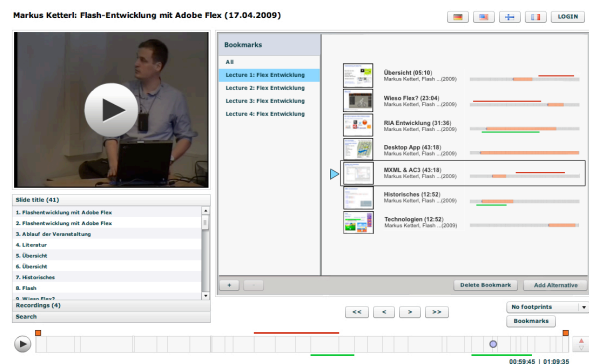 Markus Ketterl: Flash-Entwicklung mit Adobe Flex (17.04.2009)
LOGIN
Bookmarks
All
Lecture 1: Flex Entwicklung
Lecture 2: Flex Entwicklung
Lecture 3: Flex Entwicklung
Lecture 4: Flex Entwicklung
Übersicht (05:10)
Markus Ketterl, Flash ...(2009)
Wieso Flex? (23:04)
Markus Ketterl, Flash ...(2009)
RIA Entwicklung (31:36)
Markus Ketterl, Flash ...(2009)
Desktop App (43:18)
Markus Ketterl, Flash ...(2009)
MXML & AC3 (43:18)
Markus Ketterl, Flash ...(2009)
Historisches (12:52)
Markus Ketterl, Flash ...(2009)
Technologien (12:52)
Markus Ketterl, Flash ...(2009)
+
-
Delete Bookmark
Add Alternative
Slide title (41)
1. Flashentwicklung mit Adobe Flex
2. Flashentwicklung mit Adobe Flex
3. Ablauf der Veranstaltung
4. Literatur
5. Übersicht
6. Übersicht
7. Historisches
8. Flash
9. Wieso Flex?
Recordings (4)
Search
<<
<
>
>>
No footprints
Bookmarks
00:59:45 | 01:09:35